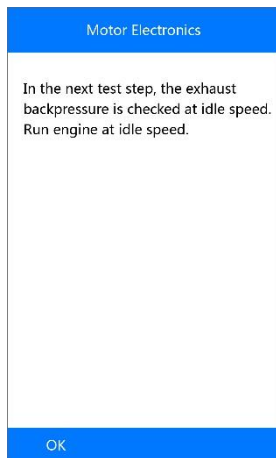 Motor Electronics
In the next test step, the exhaust
backpressure is checked at idle speed.
Run engine at idle speed.
OK